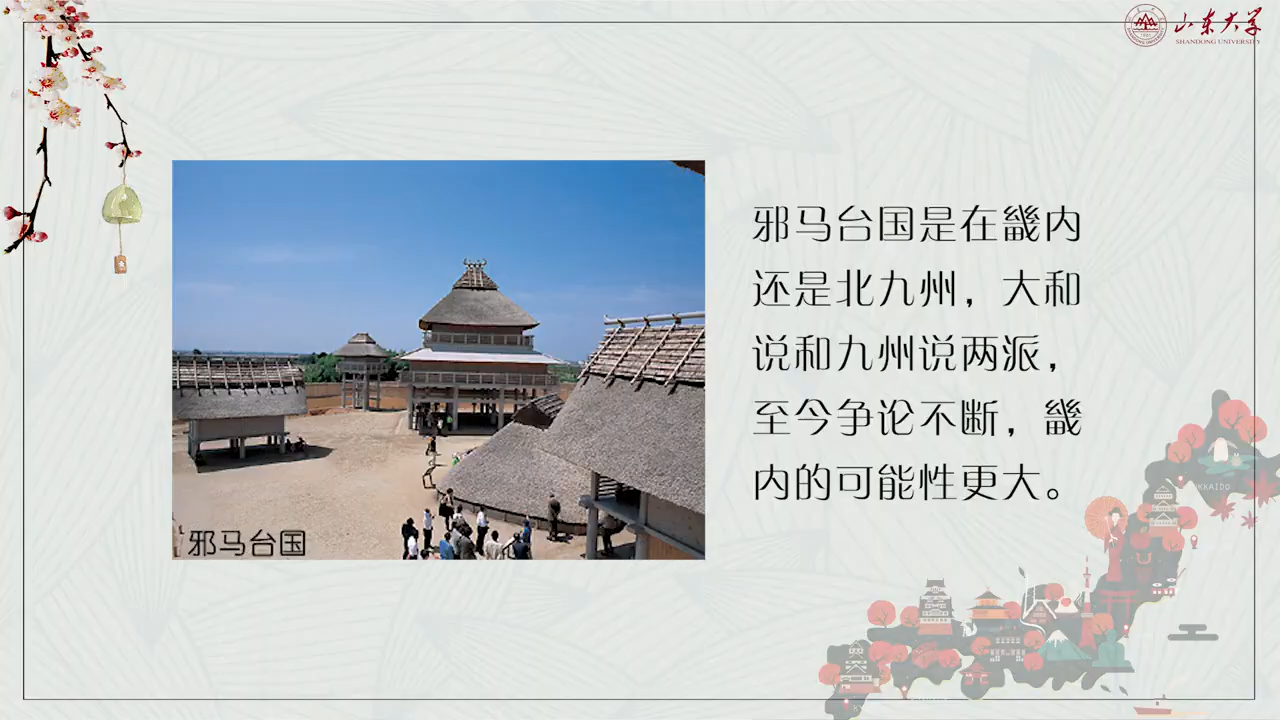 山东大学
SHANDONG UNIVERSITY
邪马台国是在畿内
还是北九州，大和
说和九州说两派，
至今争论不断，畿
内的可能性更大。
邪马台国